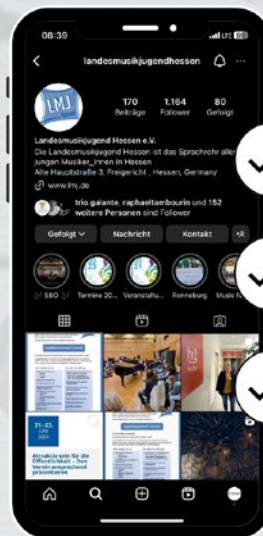 08:39
LTE
landesmusikjugendhessen
LMJ
170 1.164 80
Beiträge Follower Gefolgt
Landesmusikjugend Hessen e.V.
Die Landesmusikjugend Hessen ist das Sprachrohr aller
jungen Musiker_innen in Hessen
Alte Hauptstraße 3, Freigericht, Hessen, Germany
www.lmj.de
trio.galante, raphaeltambourin und 152
weitere Personen sind Follower
Gefolgt Nachricht Kontakt
SBO Termine 20... Veranstaltu... Ronneburg Music
21.-23.
JUNI
2024
Attraktiv sein für die
Öffentlichkeit – Den
Verein ansprechend
präsentieren